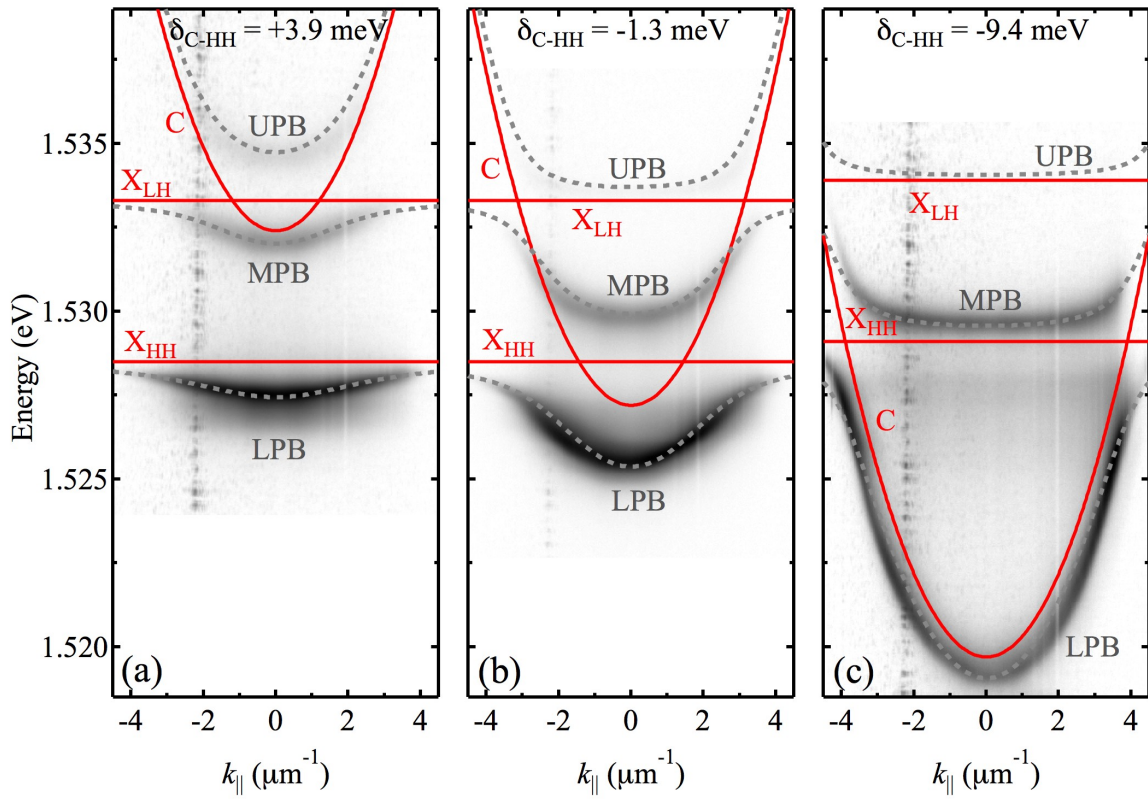 δC-HH = +3.9 meV
δC-HH = -1.3 meV
δC-HH = -9.4 meV
Energy (eV)
1.535
1.530
1.525
1.520
C
UPB
XLH
MPB
XHH
LPB
(a)
-4 -2 0 2 4
k|| (μm⁻¹)
C
UPB
XLH
MPB
XHH
LPB
(b)
-4 -2 0 2 4
k|| (μm⁻¹)
UPB
XLH
MPB
XHH
C
LPB
(c)
-4 -2 0 2 4
k|| (μm⁻¹)